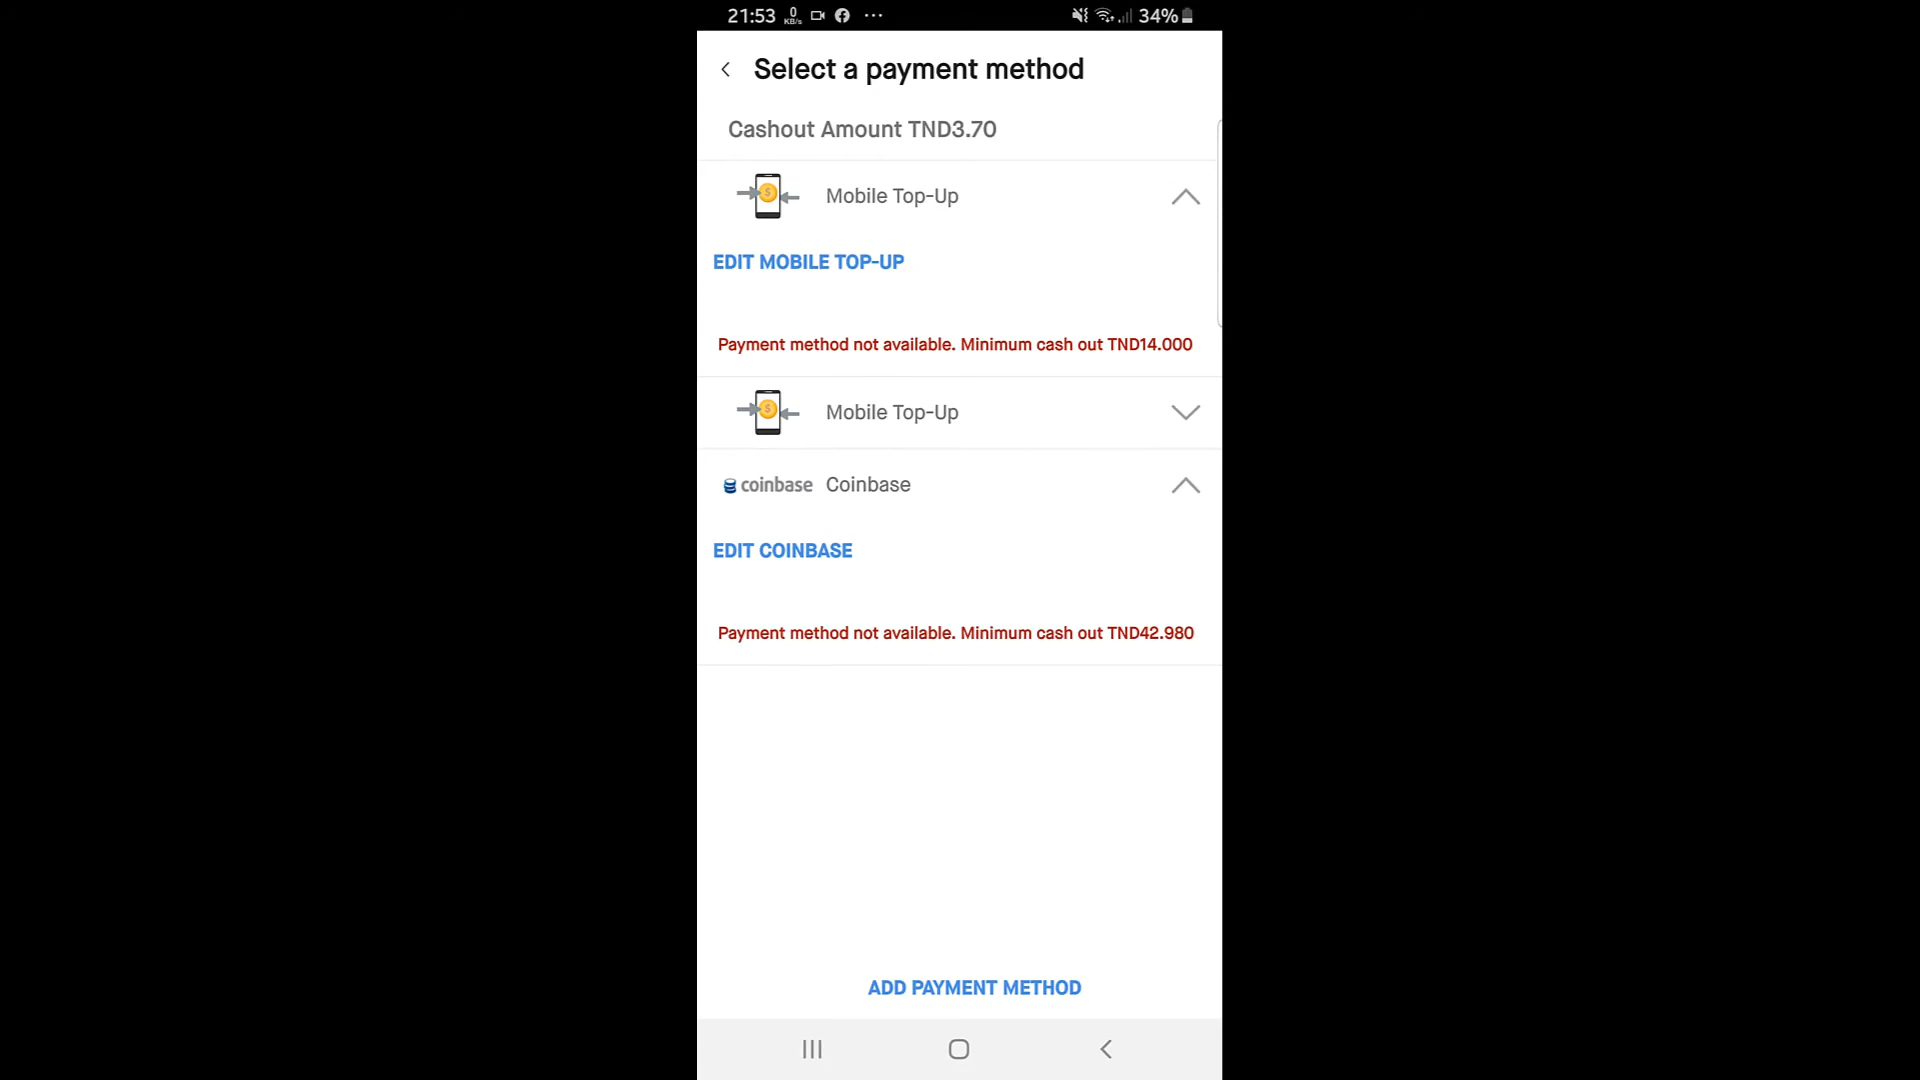 21:53 0 KB/s 34%
Select a payment method
Cashout Amount TND3.70
Mobile Top-Up
EDIT MOBILE TOP-UP
Payment method not available. Minimum cash out TND14.000
Mobile Top-Up
coinbase Coinbase
EDIT COINBASE
Payment method not available. Minimum cash out TND42.980
ADD PAYMENT METHOD